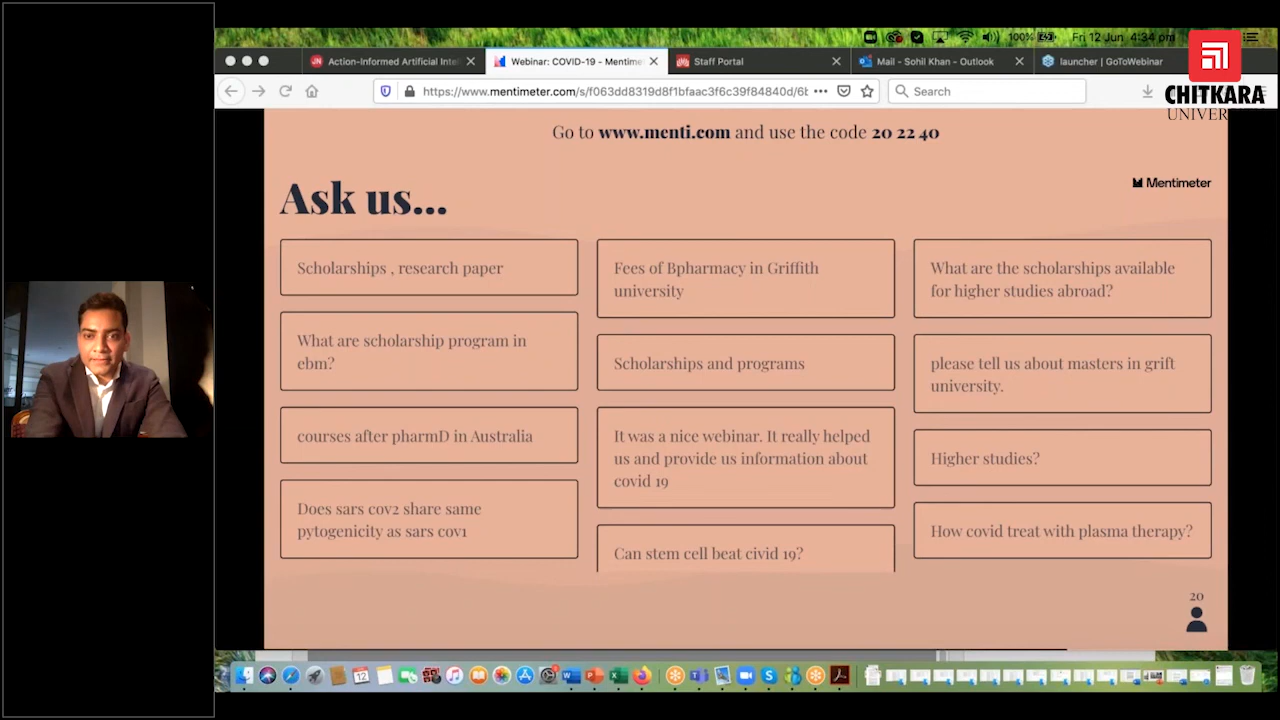 100% Fri 12 Jun 4:34 pm
Action-Informed Artificial Intel
Webinar: COVID-19 - Mentime
Staff Portal
Mail - Sohil Khan - Outlook
launcher | GoToWebinar
https://www.mentimeter.com/s/f063dd8319d8f1bfaac3f6c39f84840d/6b
Search
CHITKARA
UNIVER
Go to www.menti.com and use the code 20 22 40
Mentimeter
Ask us...
Scholarships , research paper
What are scholarship program in
ebm?
courses after pharmD in Australia
Does sars cov2 share same
pytogenicity as sars cov1
Fees of Bpharmacy in Griffith
university
Scholarships and programs
It was a nice webinar. It really helped
us and provide us information about
covid 19
Can stem cell beat civid 19?
What are the scholarships available
for higher studies abroad?
please tell us about masters in grift
university.
Higher studies?
How covid treat with plasma therapy?
20